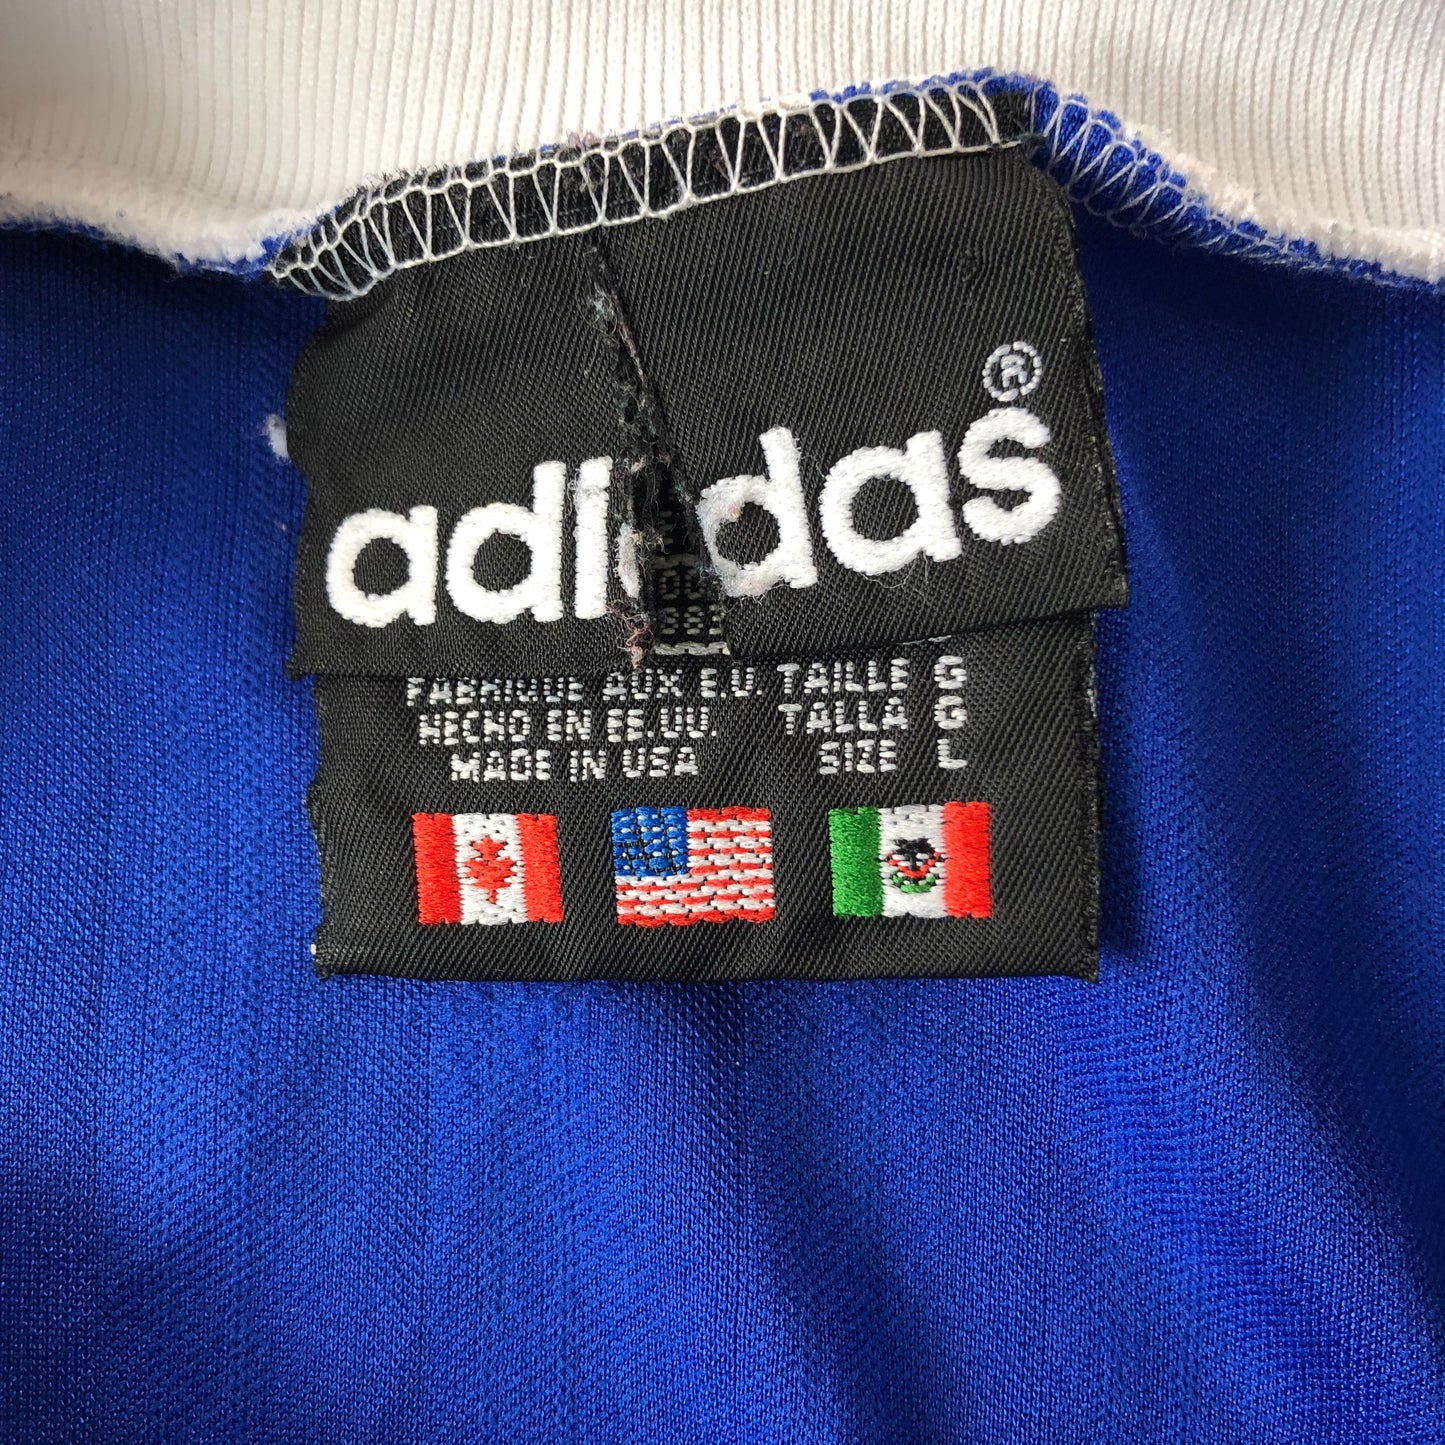 ®
adidas
FABRIQUE AUX E.U. TAILLE G
HECHO EN EE.UU. TALLA G
MADE IN USA SIZE L